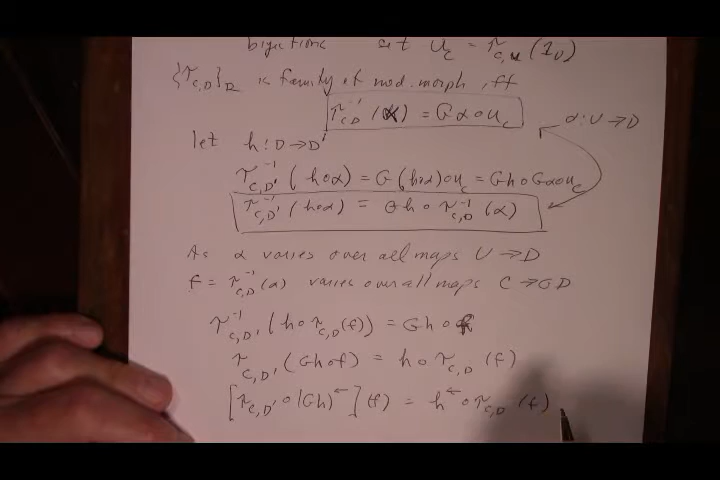 bijections set U_c = τ_{C,U}(1_U)
{τ_{C,D}}_D is family of mod. morph. iff
τ_{C,D}^{-1}(α) = Gα∘u_c
α: U → D
let h: D → D'
τ_{C,D'}^{-1}(h∘α) = G(h∘α)∘u_c = Gh∘Gα∘u_c
τ_{C,D'}^{-1}(h∘α) = Gh∘τ_{C,D}^{-1}(α)
As α varies over all maps U → D
f = τ_{C,D}^{-1}(α) varies over all maps C → GD
τ_{C,D'}^{-1}(h∘τ_{C,D}(f)) = Gh∘f
τ_{C,D'}(Gh∘f) = h∘τ_{C,D}(f)
[τ_{C,D'}∘(Gh)^←](f) = h^←∘τ_{C,D}(f)